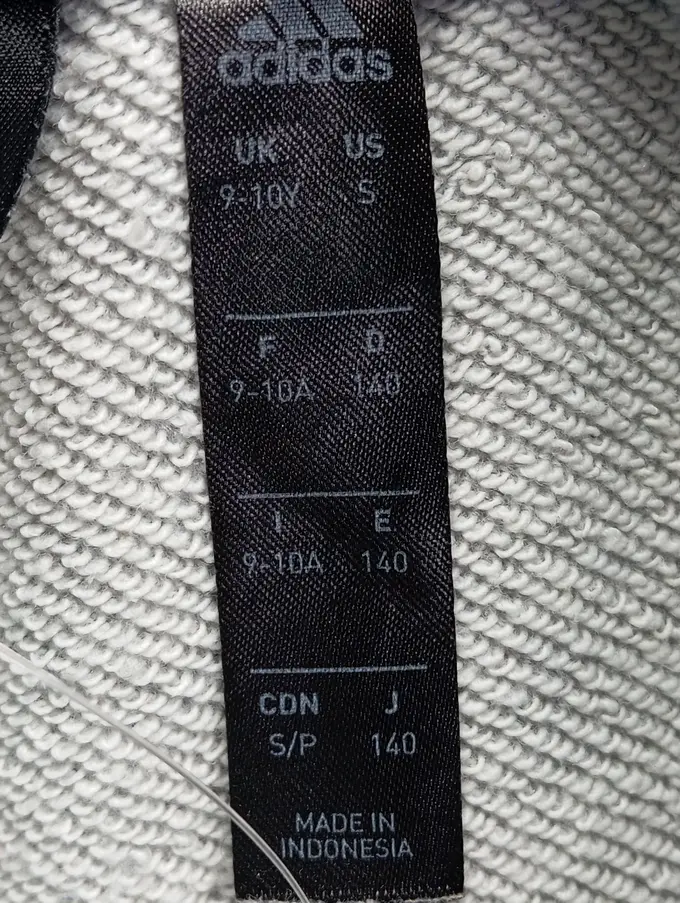 adidas
UK US
9-10Y S
F D
9-10A 140
I E
9-10A 140
CDN J
S/P 140
MADE IN
INDONESIA